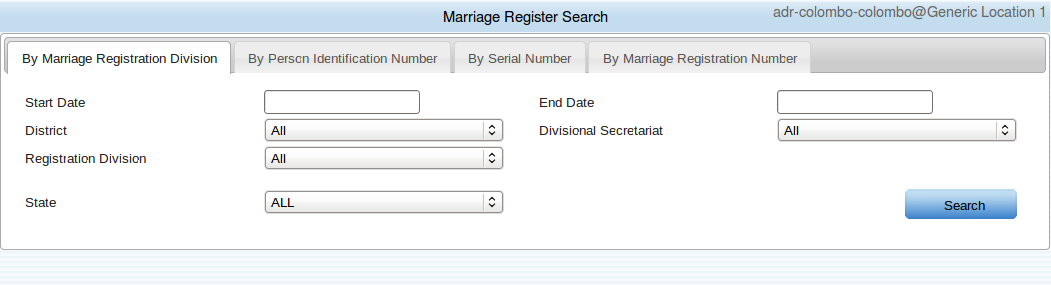 Marriage Register Search
adr-colombo-colombo@Generic Location 1
By Marriage Registration Division By Person Identification Number By Serial Number By Marriage Registration Number
Start Date End Date
District All Divisional Secretariat All
Registration Division All
State ALL Search